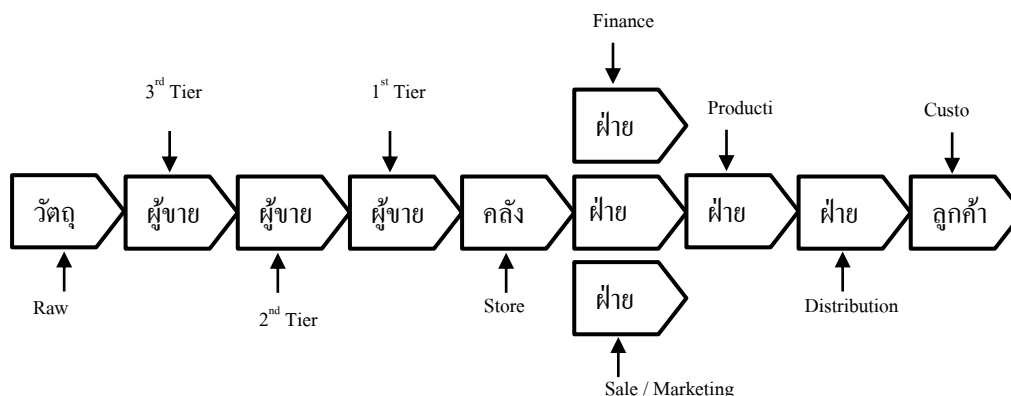 Finance
3rd Tier
1st Tier
Producti
Custo
ฝ่าย
วัตถุ
ผู้ขาย
ผู้ขาย
ผู้ขาย
คลัง
ฝ่าย
ฝ่าย
ฝ่าย
ลูกค้า
ฝ่าย
Raw
2nd Tier
Store
Distribution
Sale / Marketing